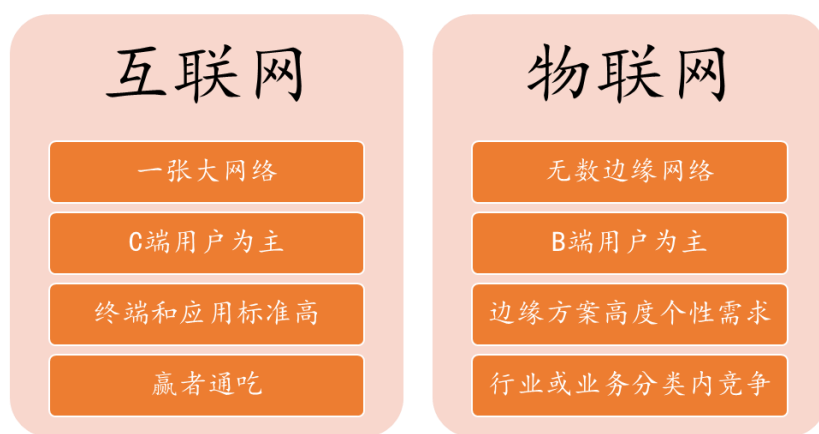 互联网
一张大网络
C端用户为主
终端和应用标准高
赢者通吃
物联网
无数边缘网络
B端用户为主
边缘方案高度个性需求
行业或业务分类内竞争